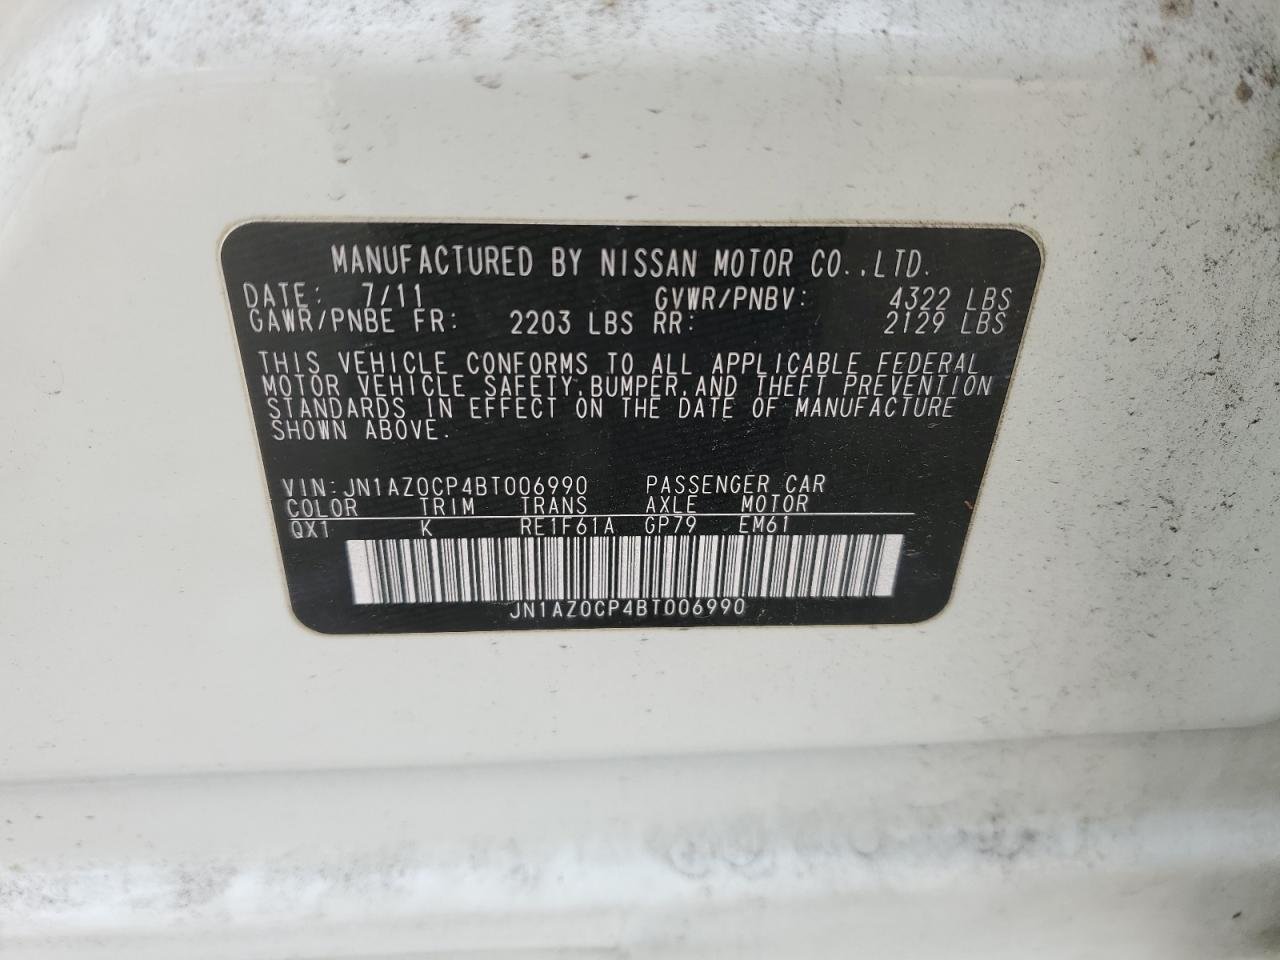 MANUFACTURED BY NISSAN MOTOR CO.,LTD.
DATE: 7/11 GVWR/PNBV: 4322 LBS
GAWR/PNBE FR: 2203 LBS RR: 2129 LBS
THIS VEHICLE CONFORMS TO ALL APPLICABLE FEDERAL
MOTOR VEHICLE SAFETY,BUMPER,AND THEFT PREVENTION
STANDARDS IN EFFECT ON THE DATE OF MANUFACTURE
SHOWN ABOVE.
VIN:JN1AZ0CP4BT006990 PASSENGER CAR
COLOR TRIM TRANS AXLE MOTOR
QX1 K RE1F61A GP79 EM61
JN1AZ0CP4BT006990